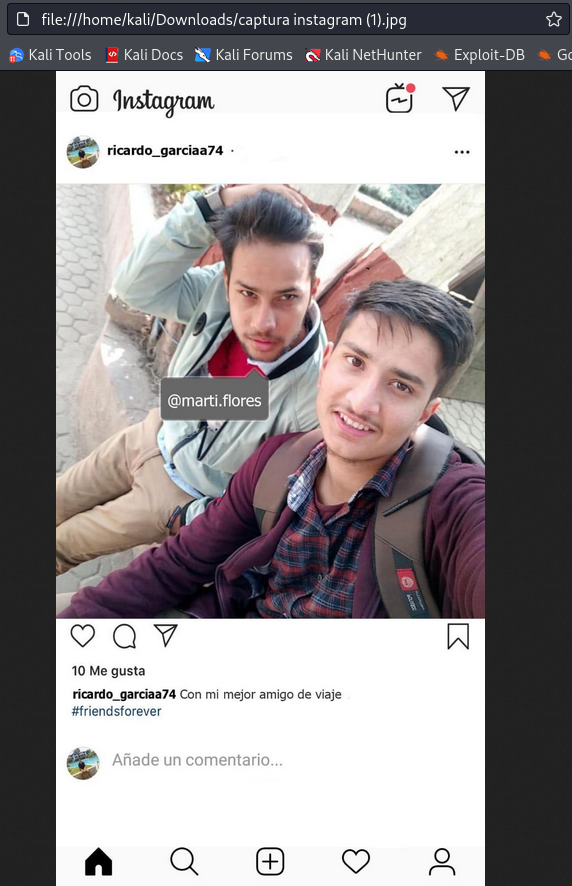 file:///home/kali/Downloads/captura instagram (1).jpg
Kali Tools Kali Docs Kali Forums Kali NetHunter Exploit-DB Go
Instagram
ricardo_garciaa74 ·
@marti.flores
10 Me gusta
ricardo_garciaa74 Con mi mejor amigo de viaje
#friendsforever
Añade un comentario...